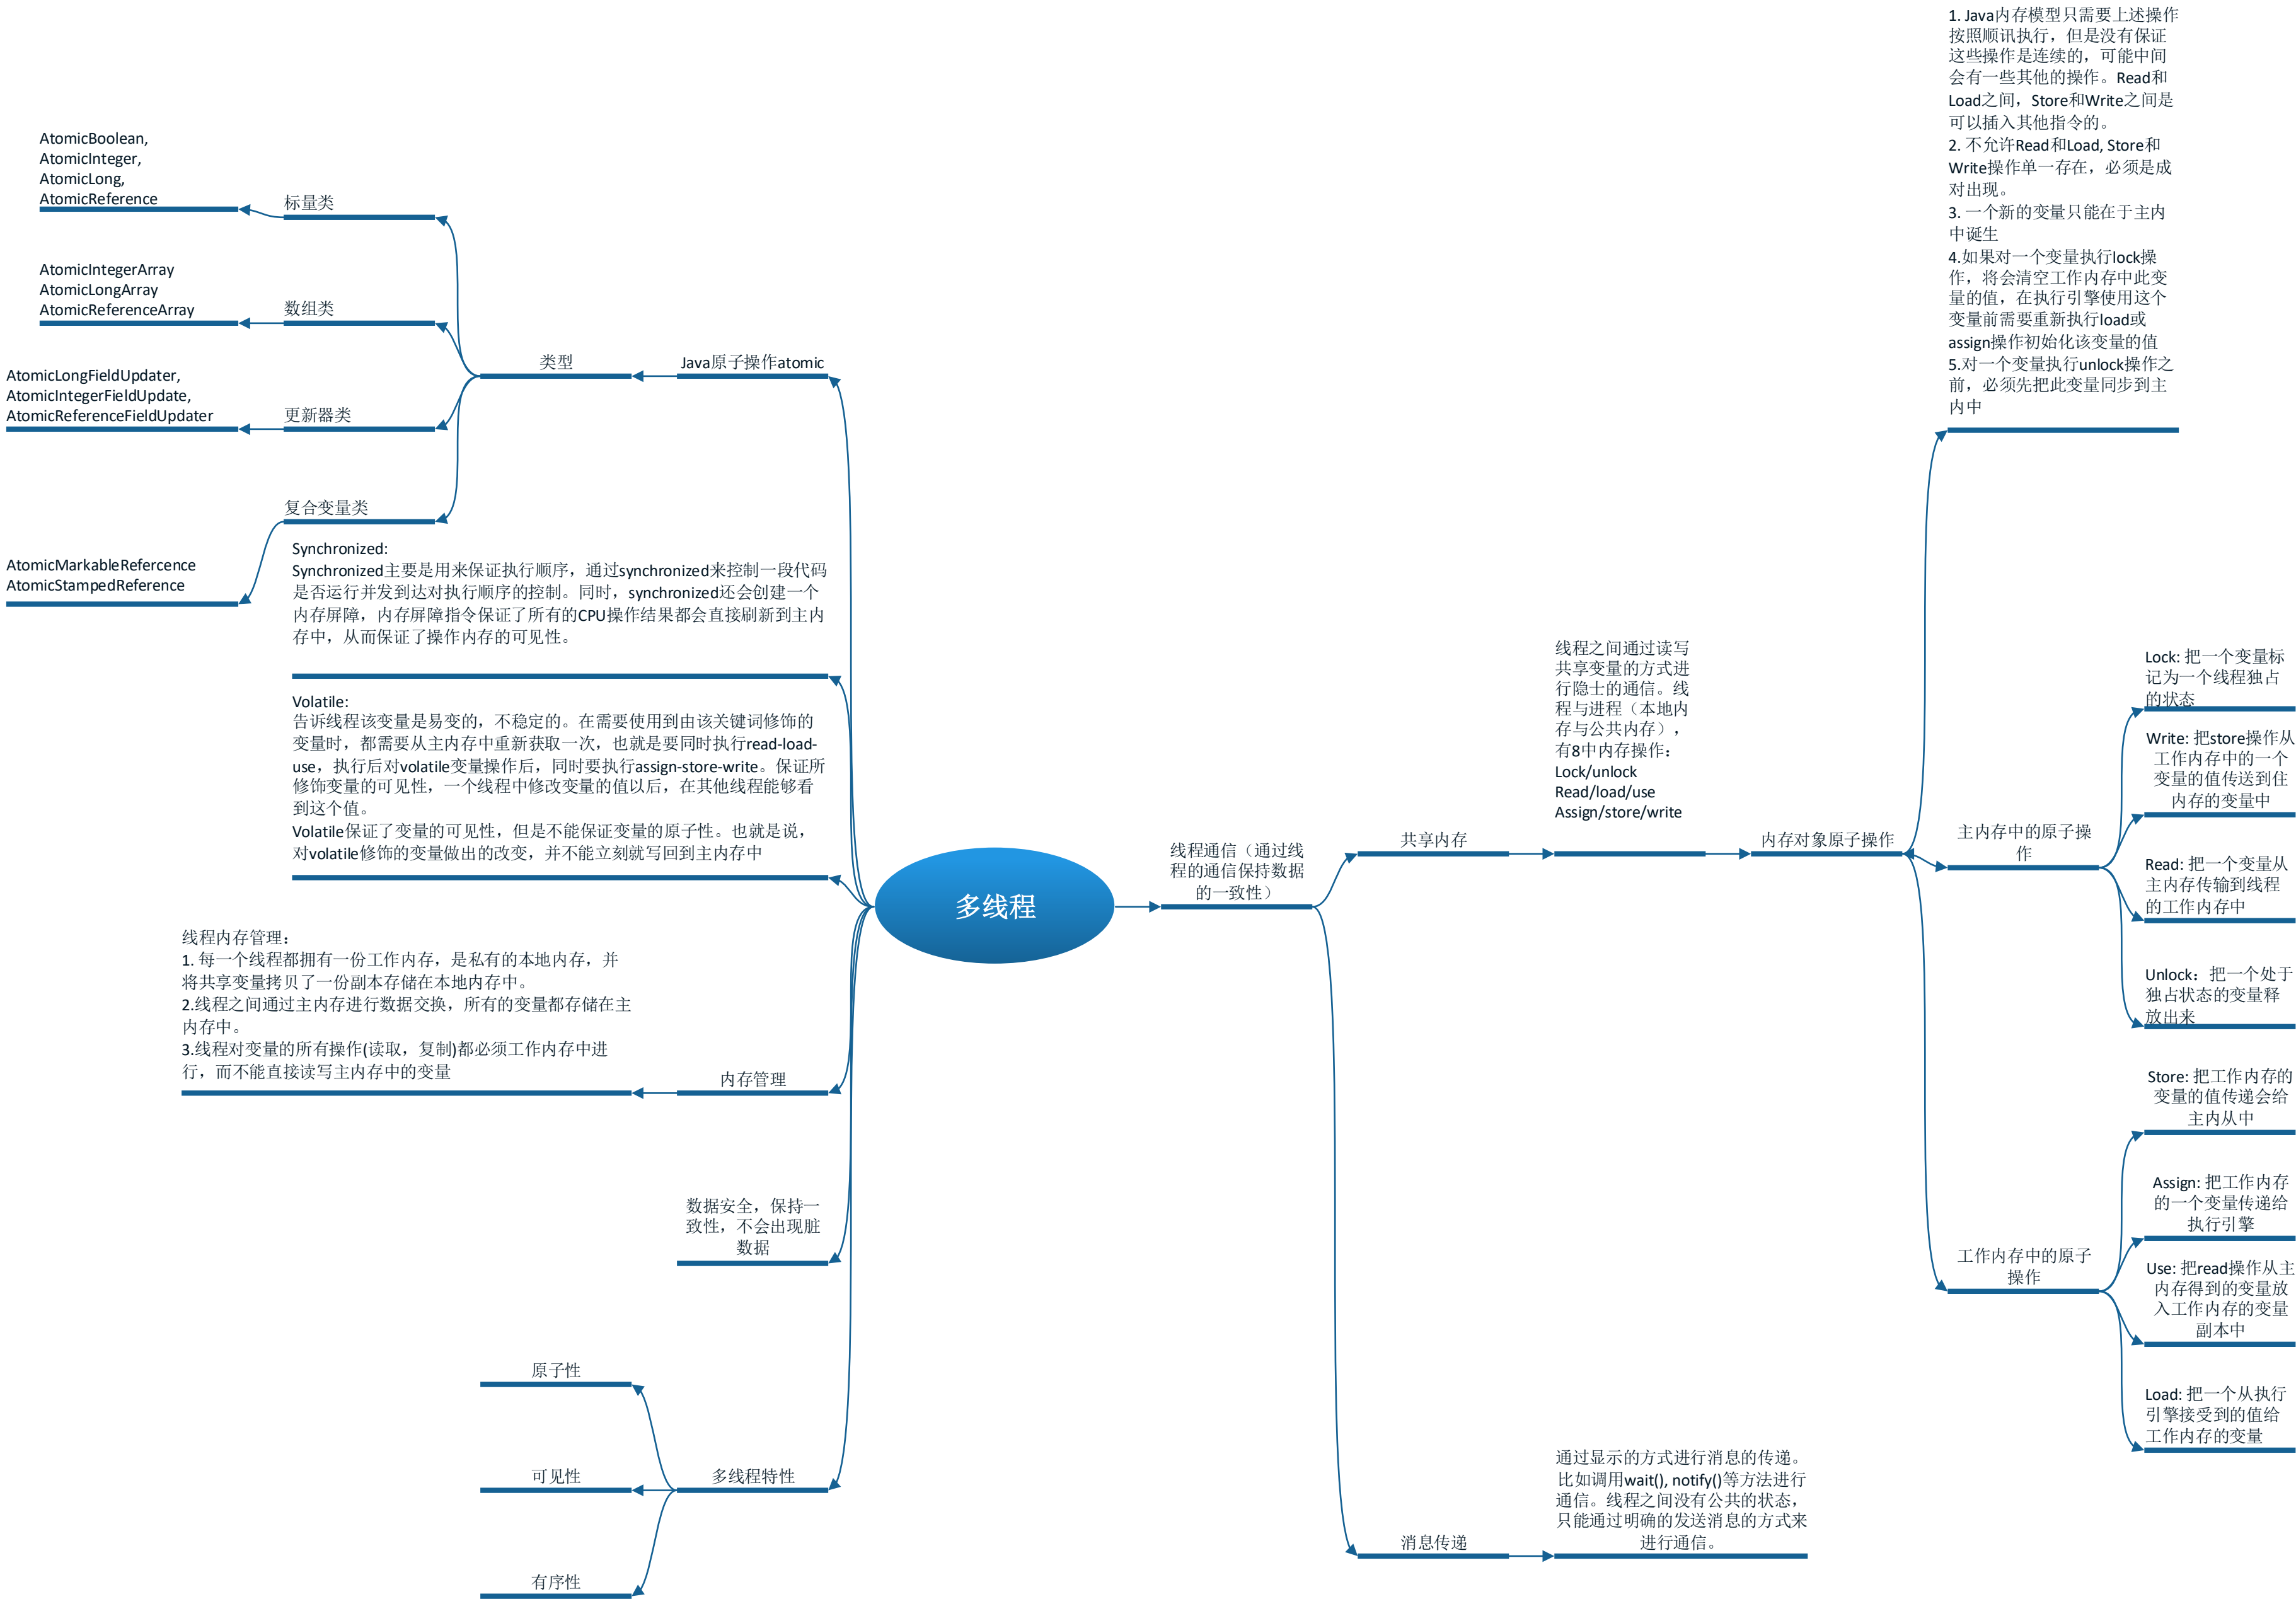 AtomicBoolean,
AtomicInteger,
AtomicLong,
AtomicReference
标量类
AtomicIntegerArray
AtomicLongArray
AtomicReferenceArray
数组类
AtomicLongFieldUpdater,
AtomicIntegerFieldUpdate,
AtomicReferenceFieldUpdater
更新器类
AtomicMarkableRefercence
AtomicStampedReference
复合变量类
类型
Java原子操作atomic
Synchronized:
Synchronized主要是用来保证执行顺序，通过synchronized来控制一段代码
是否运行并发到达对执行顺序的控制。同时，synchronized还会创建一个
内存屏障，内存屏障指令保证了所有的CPU操作结果都会直接刷新到主内
存中，从而保证了操作内存的可见性。
Volatile:
告诉线程该变量是易变的，不稳定的。在需要使用到由该关键词修饰的
变量时，都需要从主内存中重新获取一次，也就是要同时执行read-load-
use，执行后对volatile变量操作后，同时要执行assign-store-write。保证所
修饰变量的可见性，一个线程中修改变量的值以后，在其他线程能够看
到这个值。
Volatile保证了变量的可见性，但是不能保证变量的原子性。也就是说，
对volatile修饰的变量做出的改变，并不能立刻就写回到主内存中
线程内存管理：
1. 每一个线程都拥有一份工作内存，是私有的本地内存，并
将共享变量拷贝了一份副本存储在本地内存中。
2.线程之间通过主内存进行数据交换，所有的变量都存储在主
内存中。
3.线程对变量的所有操作(读取，复制)都必须工作内存中进
行，而不能直接读写主内存中的变量
内存管理
数据安全，保持一
致性，不会出现脏
数据
原子性
可见性
有序性
多线程特性
多线程
线程通信（通过线
程的通信保持数据
的一致性）
共享内存
线程之间通过读写
共享变量的方式进
行隐士的通信。线
程与进程（本地内
存与公共内存），
有8中内存操作：
Lock/unlock
Read/load/use
Assign/store/write
内存对象原子操作
1. Java内存模型只需要上述操作
按照顺讯执行，但是没有保证
这些操作是连续的，可能中间
会有一些其他的操作。Read和
Load之间，Store和Write之间是
可以插入其他指令的。
2. 不允许Read和Load, Store和
Write操作单一存在，必须是成
对出现。
3. 一个新的变量只能在于主内
中诞生
4.如果对一个变量执行lock操
作，将会清空工作内存中此变
量的值，在执行引擎使用这个
变量前需要重新执行load或
assign操作初始化该变量的值
5.对一个变量执行unlock操作之
前，必须先把此变量同步到主
内中
主内存中的原子操
作
Lock: 把一个变量标
记为一个线程独占
的状态
Write: 把store操作从
工作内存中的一个
变量的值传送到住
内存的变量中
Read: 把一个变量从
主内存传输到线程
的工作内存中
Unlock：把一个处于
独占状态的变量释
放出来
工作内存中的原子
操作
Store: 把工作内存的
变量的值传递会给
主内从中
Assign: 把工作内存
的一个变量传递给
执行引擎
Use: 把read操作从主
内存得到的变量放
入工作内存的变量
副本中
Load: 把一个从执行
引擎接受到的值给
工作内存的变量
消息传递
通过显示的方式进行消息的传递。
比如调用wait(), notify()等方法进行
通信。线程之间没有公共的状态，
只能通过明确的发送消息的方式来
进行通信。